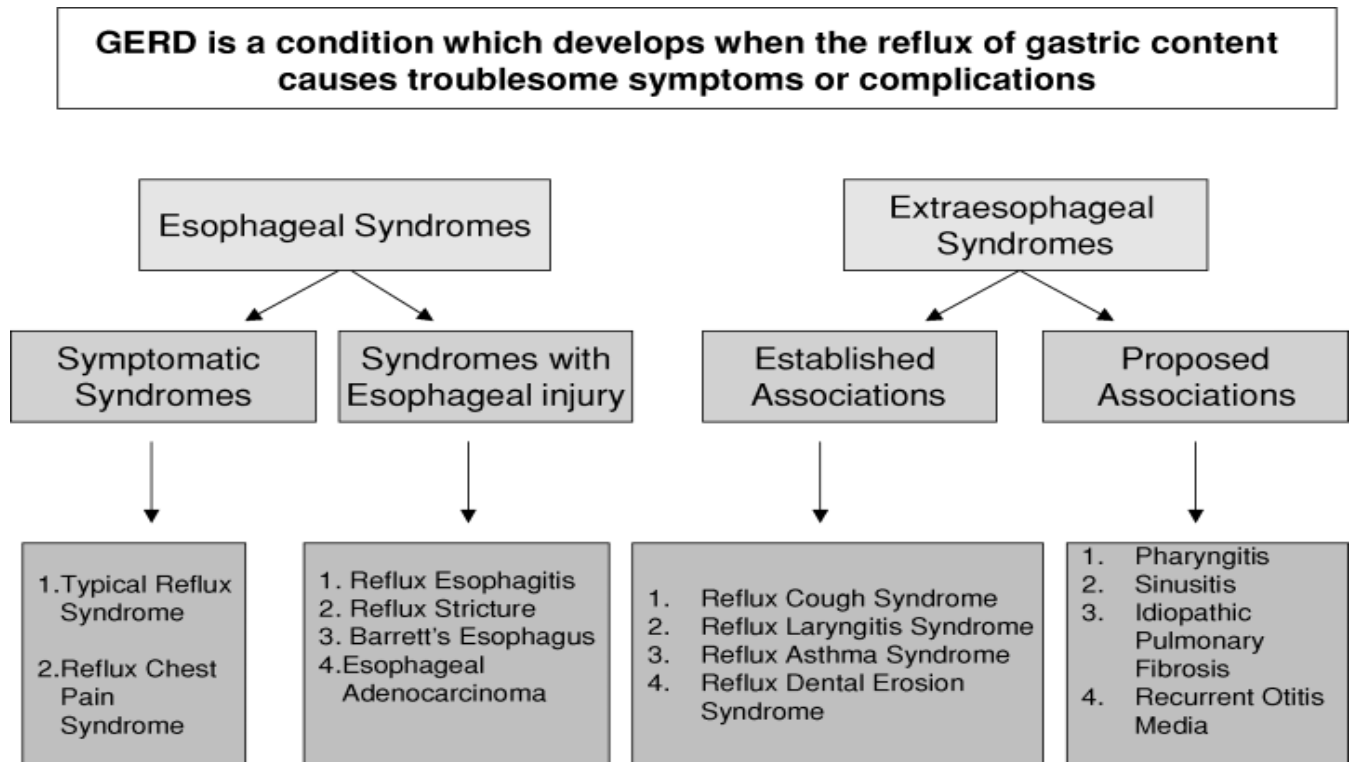 GERD is a condition which develops when the reflux of gastric content
causes troublesome symptoms or complications
Esophageal Syndromes
Extraesophageal
Syndromes
Symptomatic
Syndromes
Syndromes with
Esophageal injury
Established
Associations
Proposed
Associations
1.Typical Reflux
Syndrome
2.Reflux Chest
Pain
Syndrome
1. Reflux Esophagitis
2. Reflux Stricture
3. Barrett's Esophagus
4.Esophageal
Adenocarcinoma
1. Reflux Cough Syndrome
2. Reflux Laryngitis Syndrome
3. Reflux Asthma Syndrome
4. Reflux Dental Erosion
Syndrome
1. Pharyngitis
2. Sinusitis
3. Idiopathic
Pulmonary
Fibrosis
4. Recurrent Otitis
Media